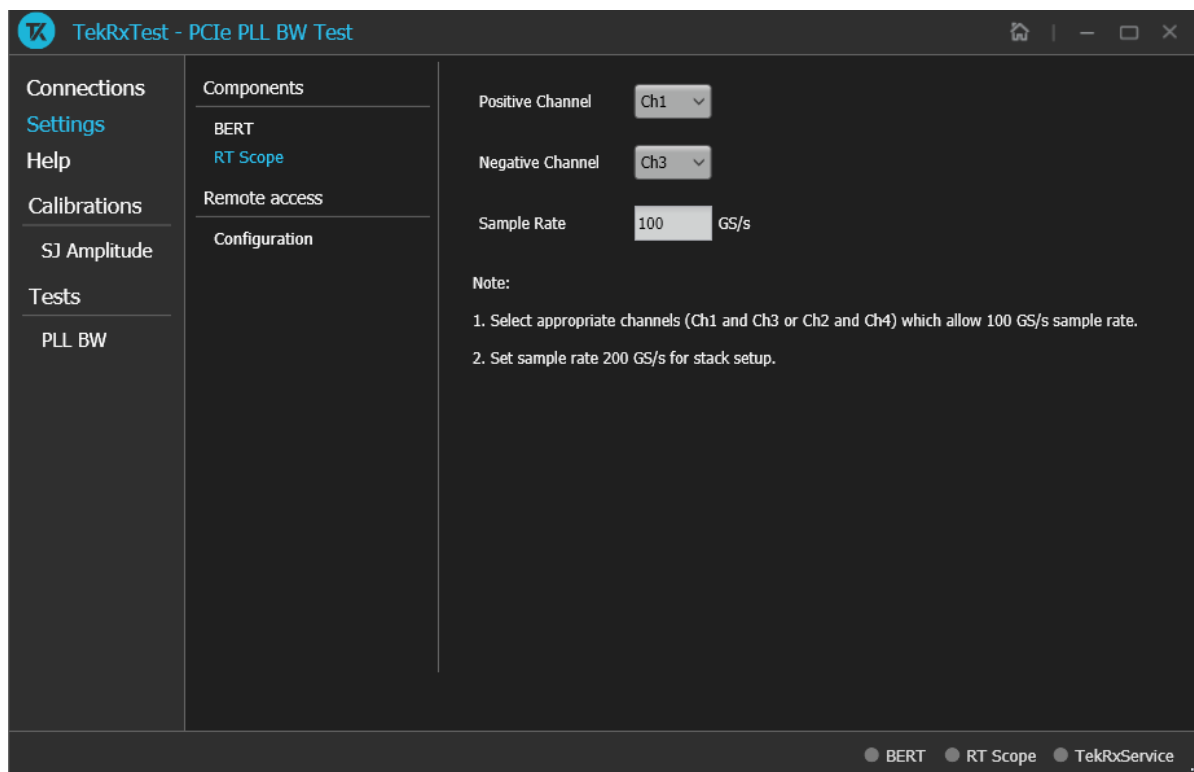 TekRxTest - PCIe PLL BW Test
Connections
Settings
Help
Calibrations
SJ Amplitude
Tests
PLL BW
Components
BERT
RT Scope
Remote access
Configuration
Positive Channel Ch1
Negative Channel Ch3
Sample Rate 100 GS/s
Note:
1. Select appropriate channels (Ch1 and Ch3 or Ch2 and Ch4) which allow 100 GS/s sample rate.
2. Set sample rate 200 GS/s for stack setup.
BERT RT Scope TekRxService